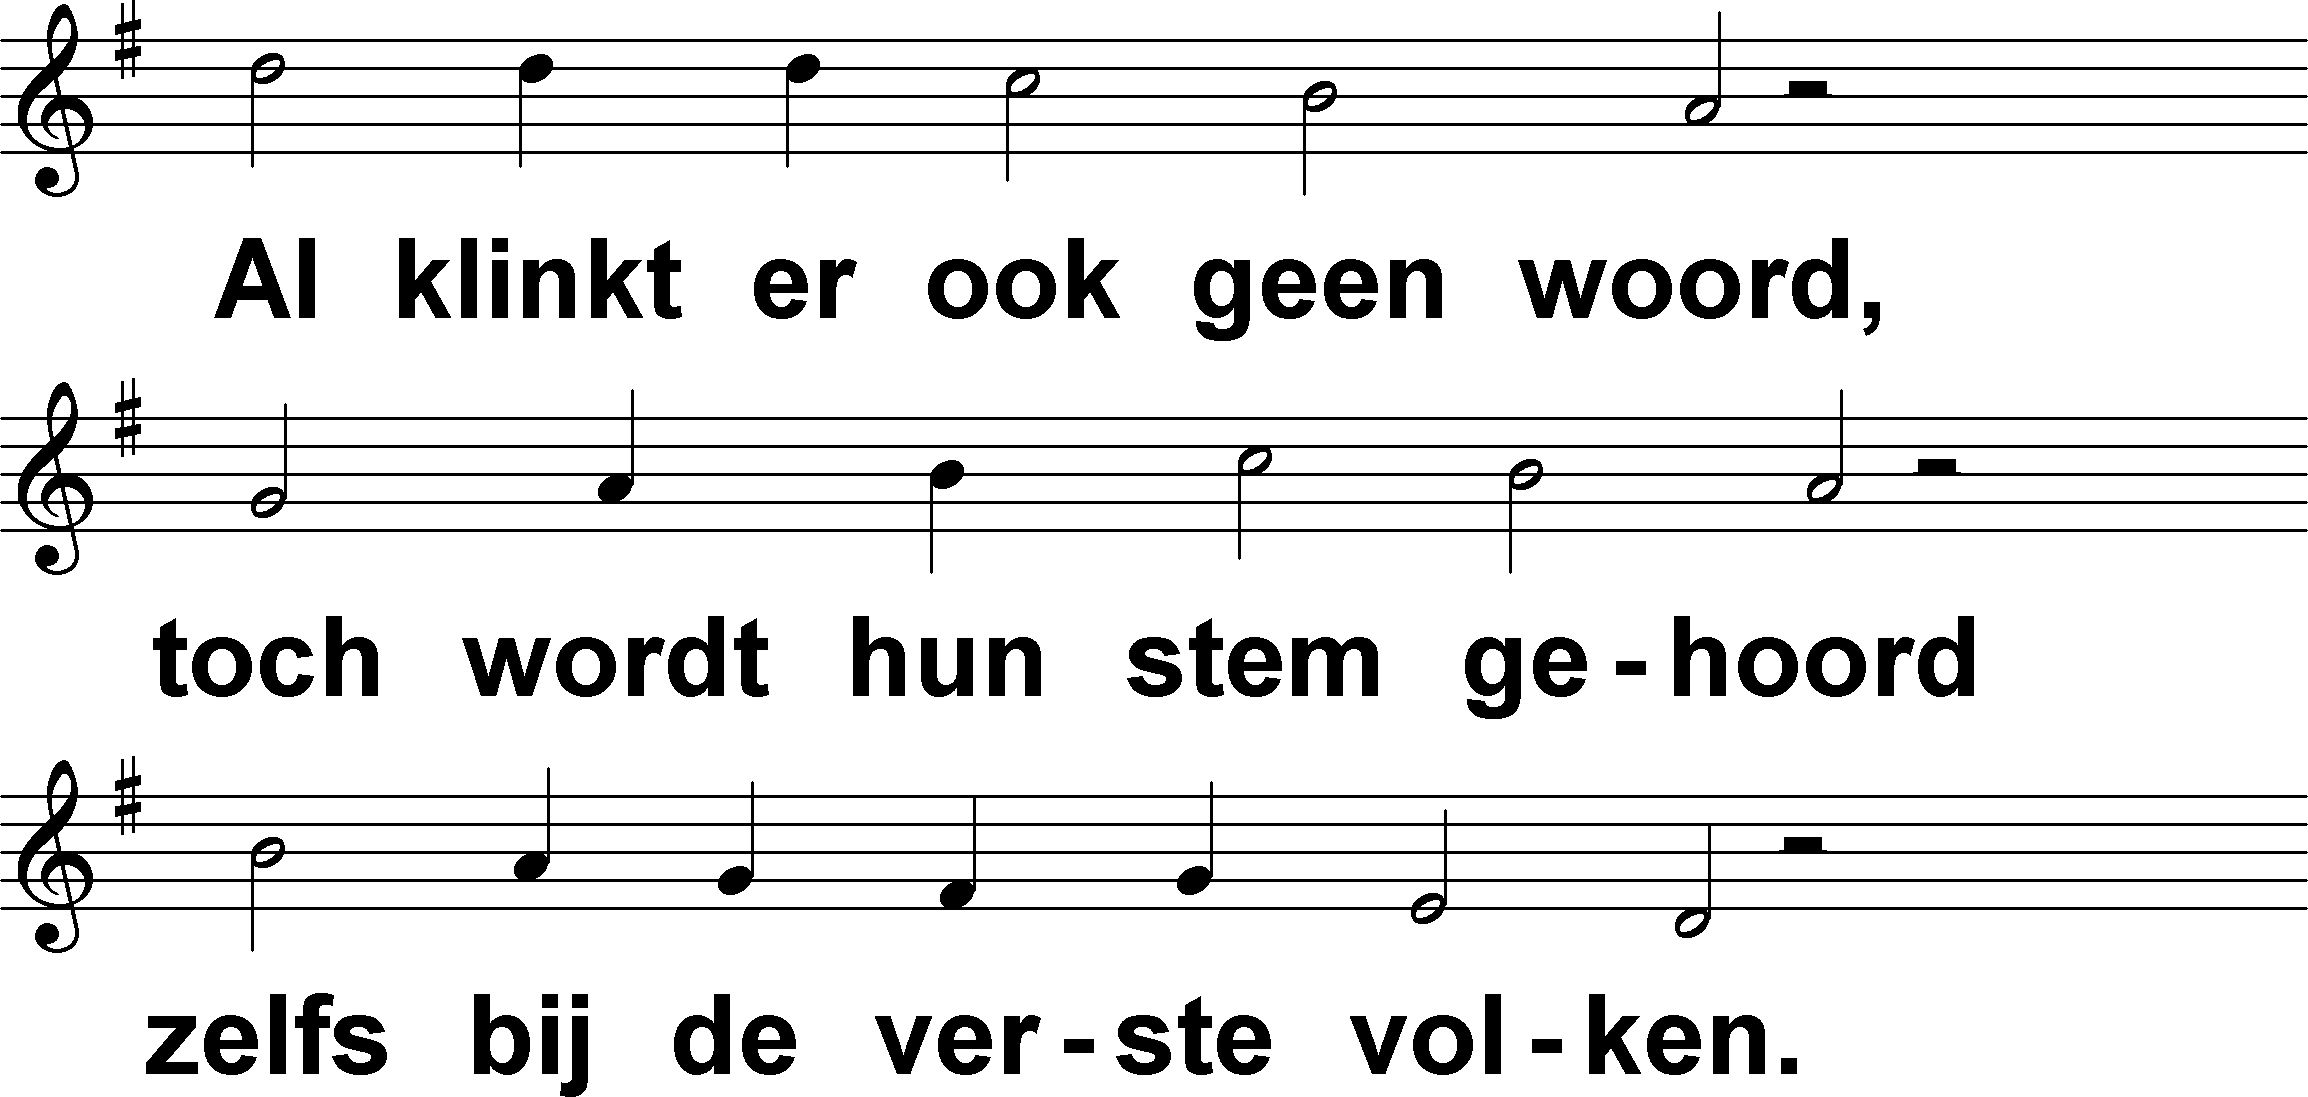 Al klinkt er ook geen woord,
toch wordt hun stem ge-hoord
zelfs bij de ver-ste vol-ken.